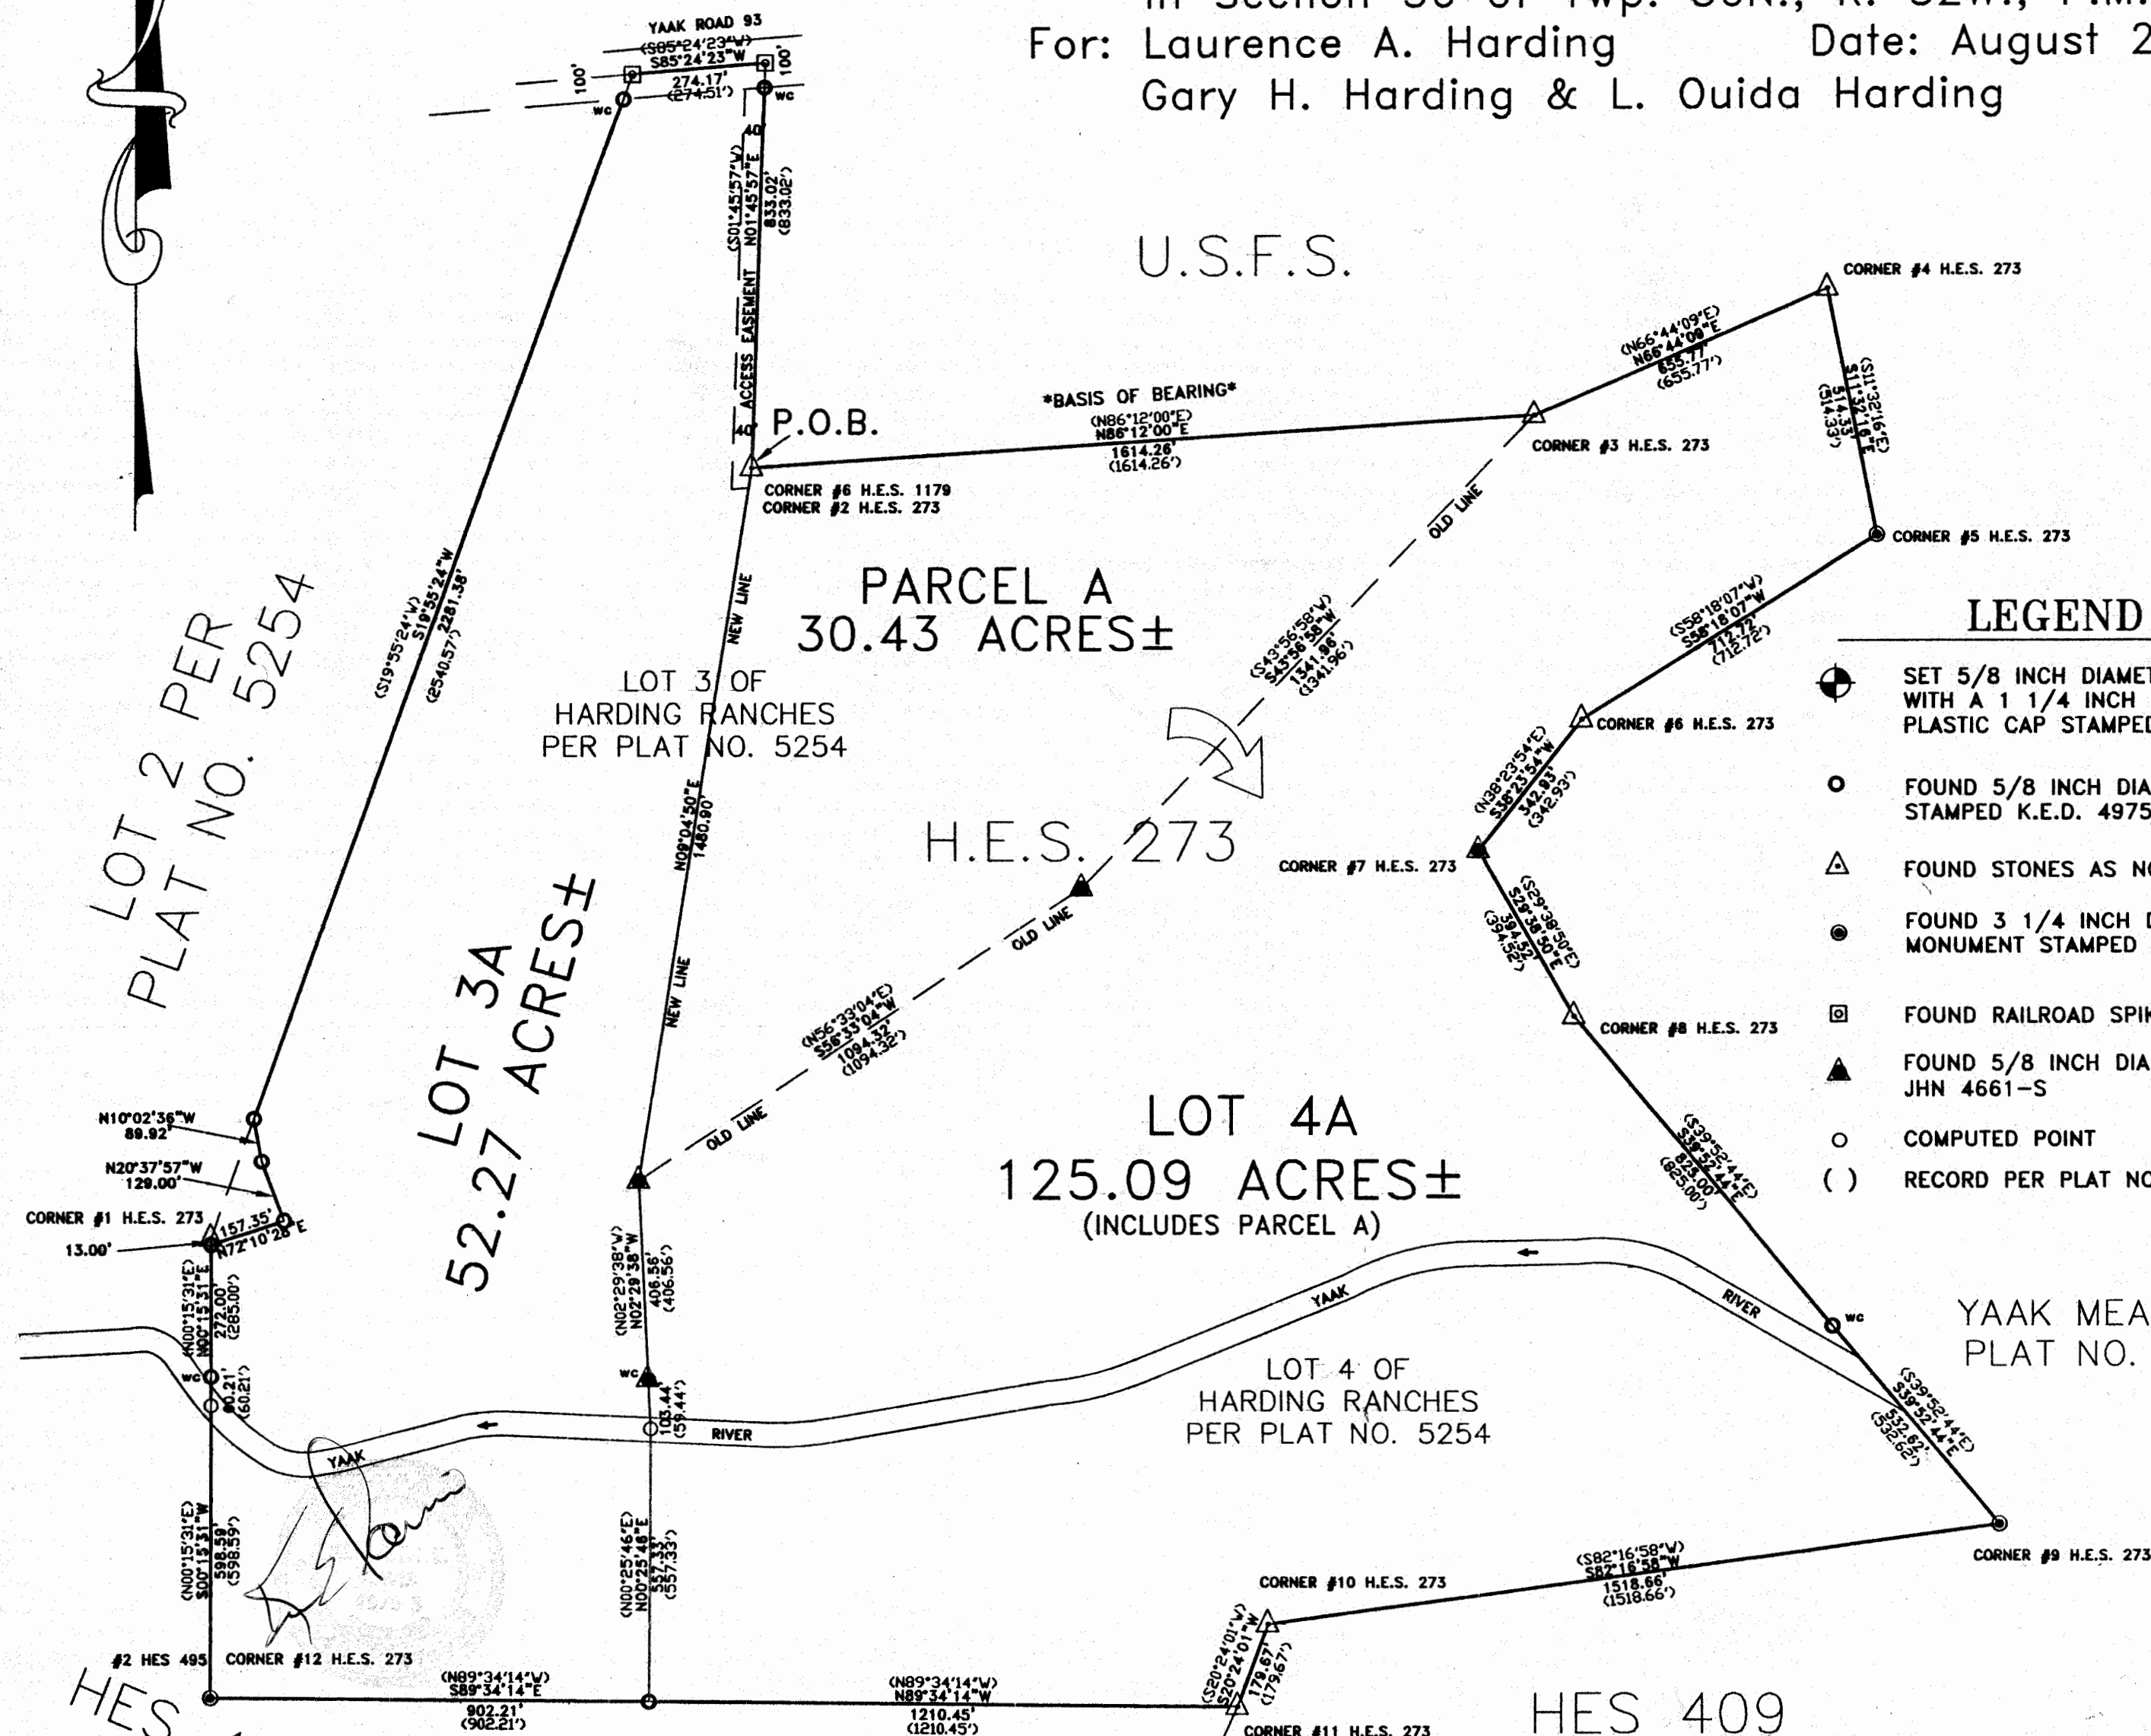 For: Laurence A. Harding Date: August 2
Gary H. Harding & L. Ouida Harding
YAAK ROAD 93
(S85°24'23"W)
S85°24'23"W
274.17'
(274.51')
100'
100'
WC
WC
40'
(S01°45'57"W)
N01°45'57"E
833.02'
(833.02')
ACCESS EASEMENT
40'
U.S.F.S.
CORNER #4 H.E.S. 273
(N66°44'09"E)
N66°44'09"E
655.77'
(655.77')
(S11°32'16"E)
S11°32'16"E
514.33'
(514.33')
*BASIS OF BEARING*
(N86°12'00"E)
N86°12'00"E
1614.26'
(1614.26')
P.O.B.
CORNER #3 H.E.S. 273
CORNER #6 H.E.S. 1179
CORNER #2 H.E.S. 273
OLD LINE
CORNER #5 H.E.S. 273
PARCEL A
30.43 ACRES±
NEW LINE
(S19°55'24"W)
S19°55'24"W
2281.38'
(2540.57')
LOT 2 PER
PLAT NO. 5254
LOT 3 OF
HARDING RANCHES
PER PLAT NO. 5254
(S43°56'58"W)
S43°56'58"W
1341.96'
(1341.96')
(S58°18'07"W)
S58°18'07"W
712.72'
(712.72')
LEGEND
SET 5/8 INCH DIAMET
WITH A 1 1/4 INCH
PLASTIC CAP STAMPED
FOUND 5/8 INCH DIA
STAMPED K.E.D. 4975
FOUND STONES AS NO
FOUND 3 1/4 INCH D
MONUMENT STAMPED
FOUND RAILROAD SPIK
FOUND 5/8 INCH DIA
JHN 4661-S
COMPUTED POINT
( ) RECORD PER PLAT NO
CORNER #6 H.E.S. 273
(N38°23'54"E)
S38°23'54"W
342.93'
(342.93')
N09°04'50"E
1480.90'
H.E.S. 273
CORNER #7 H.E.S. 273
(S29°38'50"E)
S29°38'50"E
394.52'
(394.52')
OLD LINE
LOT 3A
52.27 ACRES±
NEW LINE
(N56°33'04"E)
S56°33'04"W
1094.32'
(1094.32')
CORNER #8 H.E.S. 273
OLD LINE
N10°02'36"W
89.92'
N20°37'57"W
129.00'
CORNER #1 H.E.S. 273
157.35'
N72°10'28"E
13.00'
LOT 4A
125.09 ACRES±
(INCLUDES PARCEL A)
(S39°52'44"E)
S39°52'44"E
825.00'
(825.00')
(N00°15'31"E)
N00°15'31"E
272.00'
(285.00')
(N02°29'38"W)
N02°29'38"W
406.56'
(406.56')
YAAK
RIVER
WC
YAAK MEA
PLAT NO.
WC
60.21'
(60.21')
WC
103.44'
(59.44')
LOT 4 OF
HARDING RANCHES
PER PLAT NO. 5254
(S39°52'44"E)
S39°52'44"E
532.62'
(532.62')
YAAK
RIVER
(N00°15'31"E)
S00°15'31"W
598.59'
(598.59')
(N00°25'46"E)
N00°25'46"E
557.33'
(557.33')
CORNER #9 H.E.S. 273
(S82°16'58"W)
S82°16'58"W
1518.66'
(1518.66')
CORNER #10 H.E.S. 273
(S20°24'01"W)
S20°24'01"W
179.67'
(179.67')
#2 HES 495
CORNER #12 H.E.S. 273
(N89°34'14"W)
S89°34'14"E
902.21'
(902.21')
(N89°34'14"W)
N89°34'14"W
1210.45'
(1210.45')
HES
HES 409
CORNER #11 H.E.S. 273